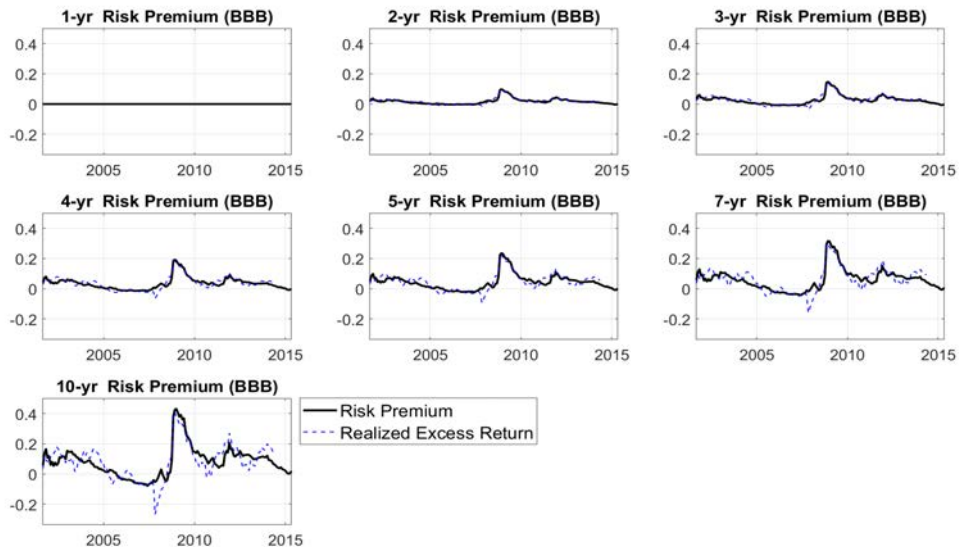 1-yr Risk Premium (BBB)
0.4
0.2
0
-0.2
2005 2010 2015
2-yr Risk Premium (BBB)
0.4
0.2
0
-0.2
2005 2010 2015
3-yr Risk Premium (BBB)
0.4
0.2
0
-0.2
2005 2010 2015
4-yr Risk Premium (BBB)
0.4
0.2
0
-0.2
2005 2010 2015
5-yr Risk Premium (BBB)
0.4
0.2
0
-0.2
2005 2010 2015
7-yr Risk Premium (BBB)
0.4
0.2
0
-0.2
2005 2010 2015
10-yr Risk Premium (BBB)
0.4
0.2
0
-0.2
2005 2010 2015
Risk Premium
Realized Excess Return